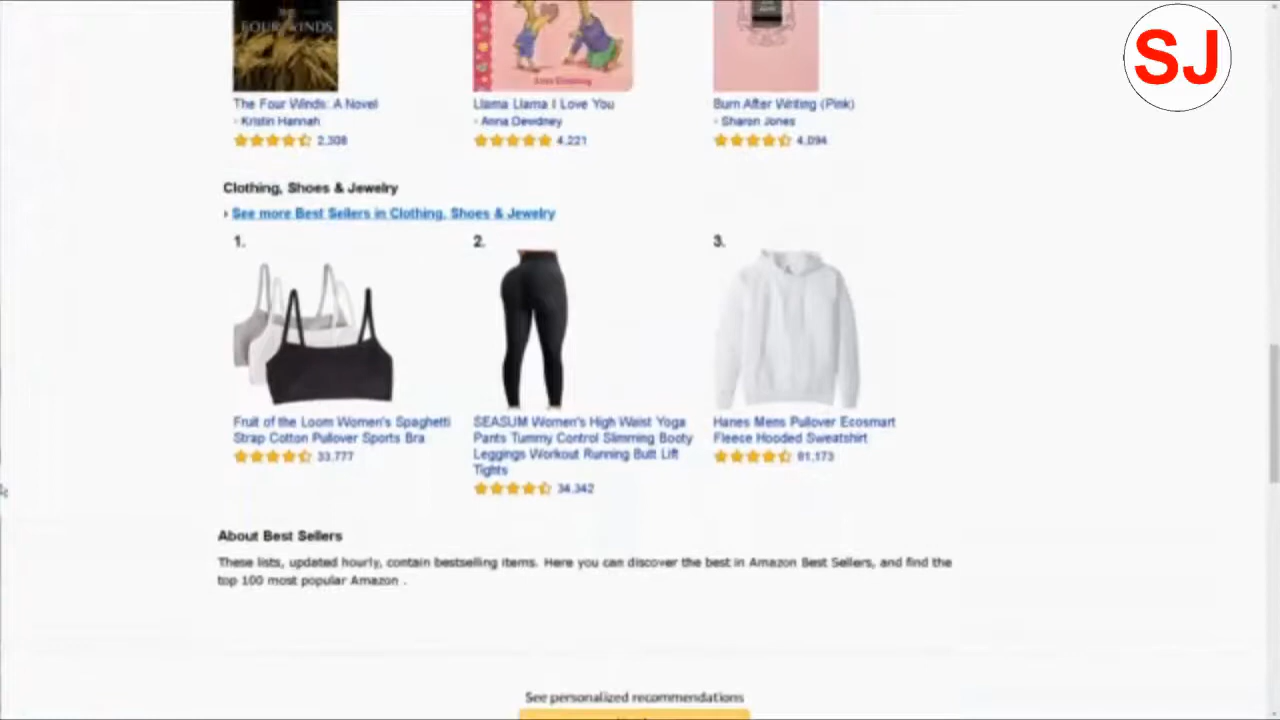 SJ
FOUR WINDS
Anna Dewdney
The Four Winds: A Novel
Kristin Hannah
2,308
Llama Llama I Love You
Anna Dewdney
4,221
Burn After Writing (Pink)
Sharon Jones
4,094
Clothing, Shoes & Jewelry
› See more Best Sellers in Clothing, Shoes & Jewelry
1.
2.
3.
Fruit of the Loom Women's Spaghetti
Strap Cotton Pullover Sports Bra
33,777
SEASUM Women's High Waist Yoga
Pants Tummy Control Slimming Booty
Leggings Workout Running Butt Lift
Tights
34,342
Hanes Mens Pullover Ecosmart
Fleece Hooded Sweatshirt
81,173
About Best Sellers
These lists, updated hourly, contain bestselling items. Here you can discover the best in Amazon Best Sellers, and find the
top 100 most popular Amazon .
See personalized recommendations